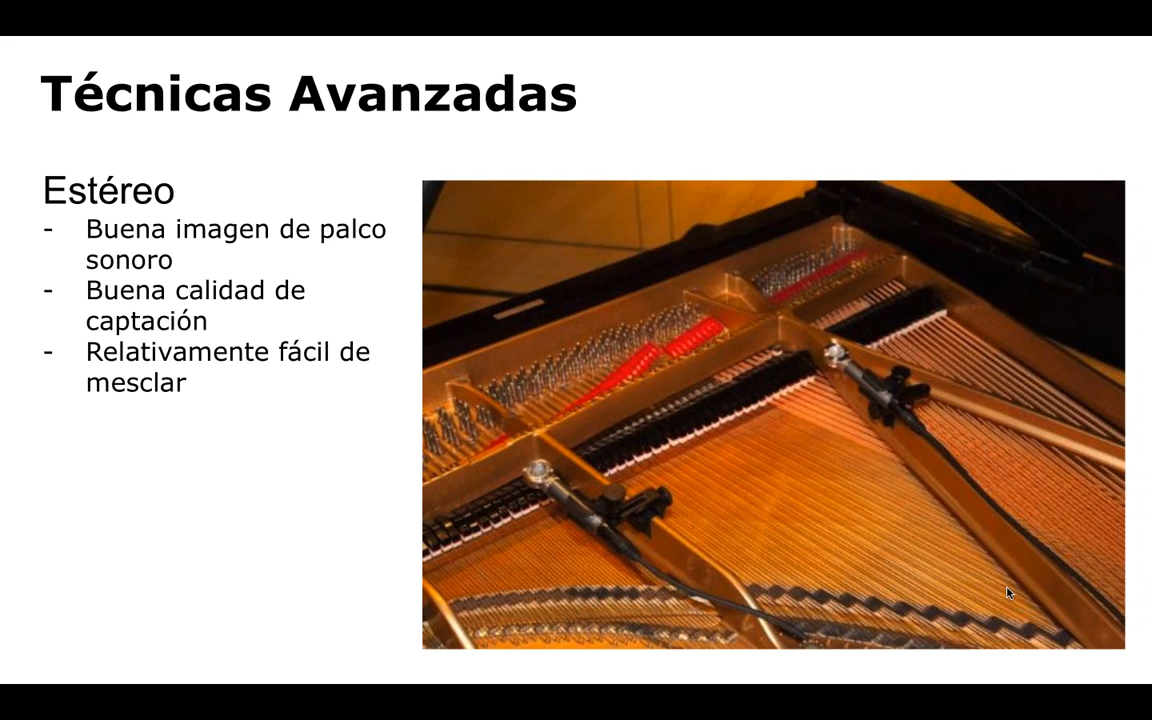 Técnicas Avanzadas
Estéreo
- Buena imagen de palco
sonoro
- Buena calidad de
captación
- Relativamente fácil de
mesclar